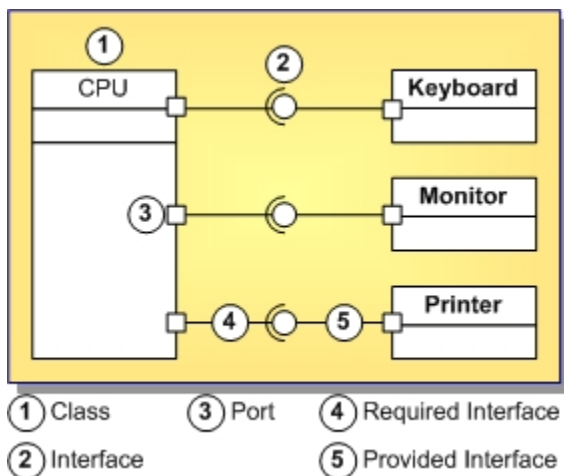 1
2
CPU
Keyboard
3
Monitor
4
5
Printer
1 Class
3 Port
4 Required Interface
2 Interface
5 Provided Interface